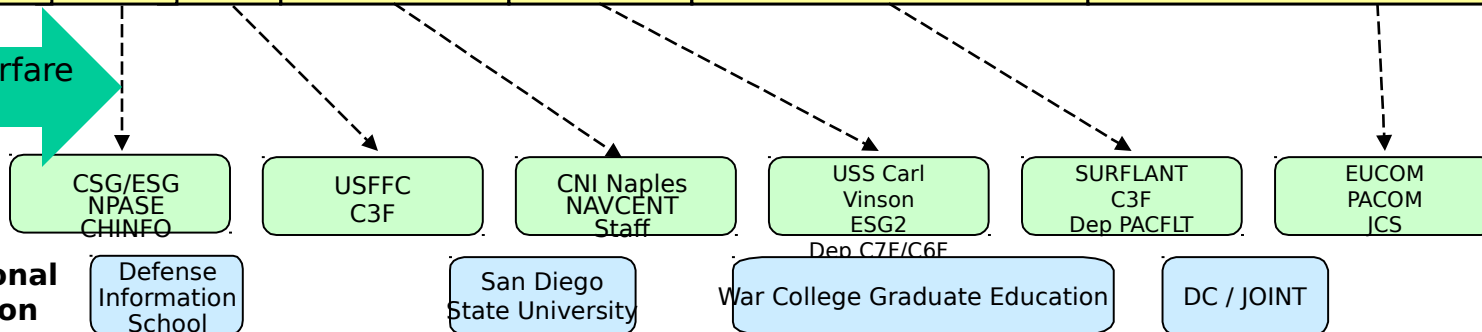 rfare
CSG/ESG
NPASE
CHINFO
USFFC
C3F
CNI Naples
NAVCENT
Staff
USS Carl
Vinson
ESG2
Dep C7F/C6F
SURFLANT
C3F
Dep PACFLT
EUCOM
PACOM
JCS
onal
on
Defense
Information
School
San Diego
State University
War College Graduate Education
DC / JOINT